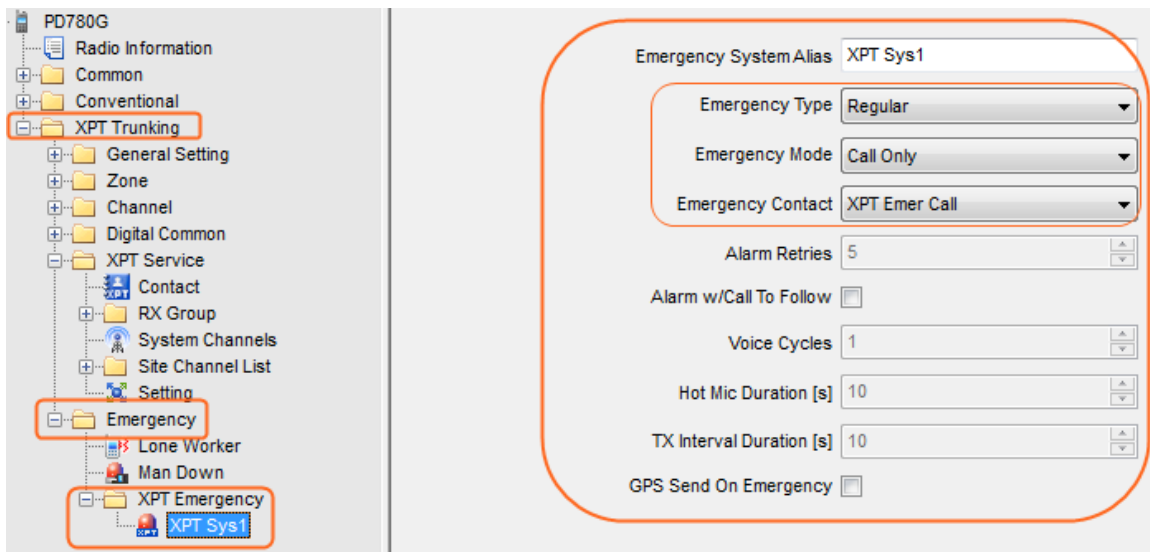 PD780G
Radio Information
Common
Conventional
XPT Trunking
General Setting
Zone
Channel
Digital Common
XPT Service
XPT Contact
RX Group
System Channels
Site Channel List
Setting
Emergency
Lone Worker
Man Down
XPT Emergency
XPT XPT Sys1
Emergency System Alias XPT Sys1
Emergency Type Regular
Emergency Mode Call Only
Emergency Contact XPT Emer Call
Alarm Retries 5
Alarm w/Call To Follow
Voice Cycles 1
Hot Mic Duration [s] 10
TX Interval Duration [s] 10
GPS Send On Emergency